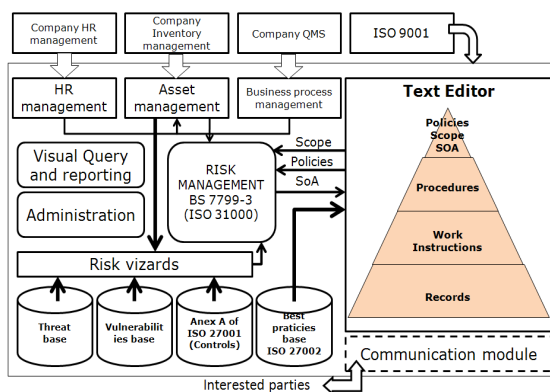 Company HR
management
Company
Inventory
management
Company QMS
ISO 9001
HR
management
Asset
management
Business process
management
Text Editor
Visual Query
and reporting
Administration
RISK
MANAGEMENT
BS 7799-3
(ISO 31000)
Scope
Policies
SoA
Policies
Scope
SOA
Procedures
Work
Instructions
Records
Risk vizards
Threat
base
Vulnerabilit
ies base
Anex A of
ISO 27001
(Controls)
Best
praticies
base
ISO 27002
Communication module
Interested parties